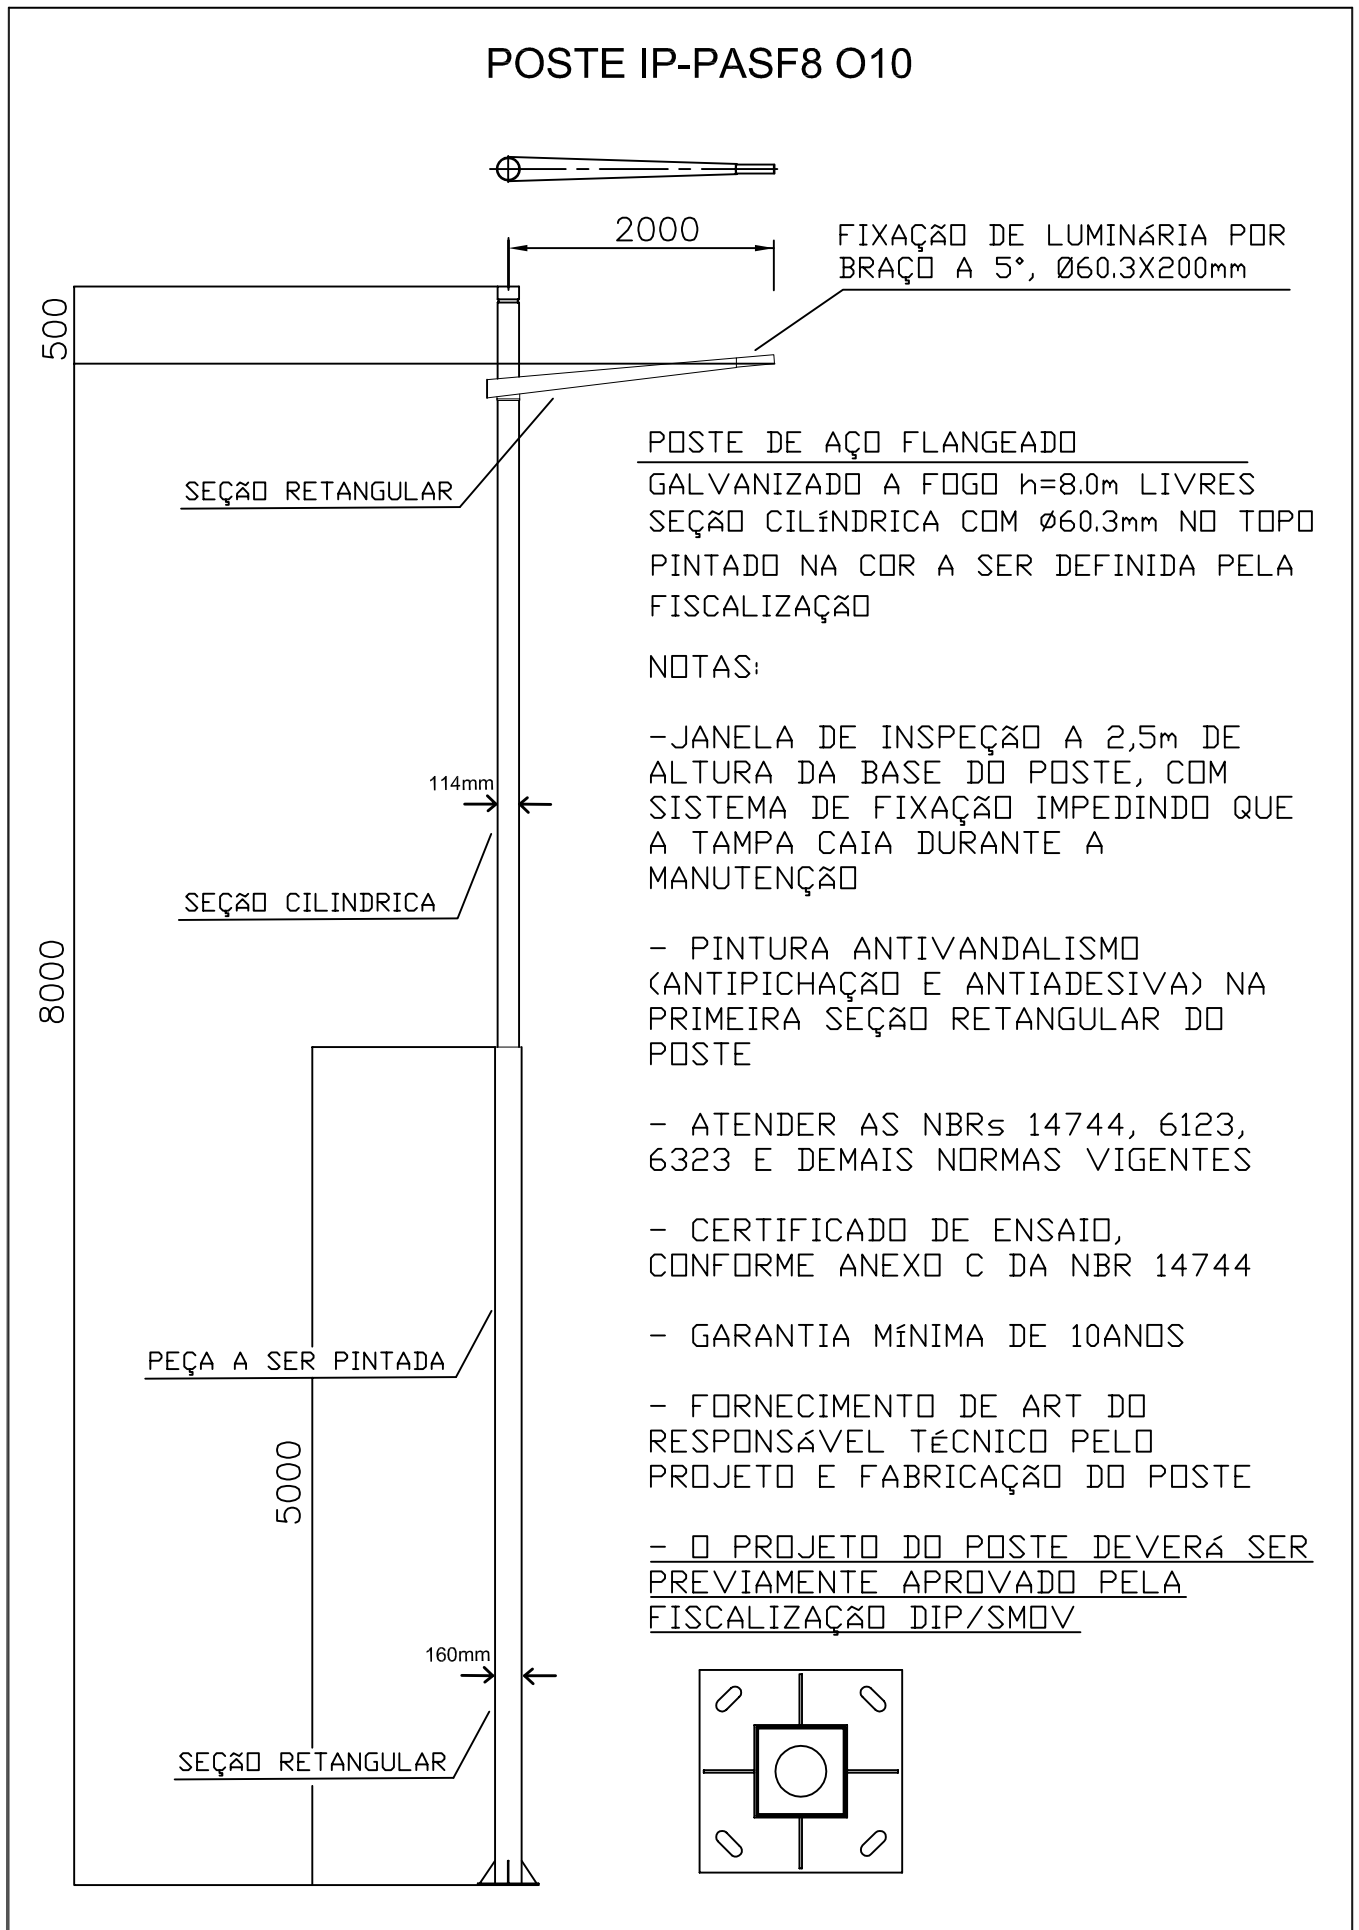 POSTE IP-PASF8 O10
2000
FIXAÇÃO DE LUMINáRIA POR
BRAÇO A 5°, Ø60.3X200mm
500
SEÇÃO RETANGULAR
POSTE DE AÇO FLANGEADO
GALVANIZADO A FOGO h=8.0m LIVRES
SEÇÃO CILíNDRICA COM Ø60.3mm NO TOPO
PINTADO NA COR A SER DEFINIDA PELA
FISCALIZAÇÃO
NOTAS:
-JANELA DE INSPEÇÃO A 2,5m DE
ALTURA DA BASE DO POSTE, COM
SISTEMA DE FIXAÇÃO IMPEDINDO QUE
A TAMPA CAIA DURANTE A
MANUTENÇÃO
114mm
SEÇÃO CILINDRICA
8000
- PINTURA ANTIVANDALISMO
(ANTIPICHAÇÃO E ANTIADESIVA) NA
PRIMEIRA SEÇÃO RETANGULAR DO
POSTE
- ATENDER AS NBRs 14744, 6123,
6323 E DEMAIS NORMAS VIGENTES
- CERTIFICADO DE ENSAIO,
CONFORME ANEXO C DA NBR 14744
- GARANTIA MíNIMA DE 10ANOS
PEÇA A SER PINTADA
5000
- FORNECIMENTO DE ART DO
RESPONSáVEL TéCNICO PELO
PROJETO E FABRICAÇÃO DO POSTE
- O PROJETO DO POSTE DEVERá SER
PREVIAMENTE APROVADO PELA
FISCALIZAÇÃO DIP/SMOV
160mm
SEÇÃO RETANGULAR